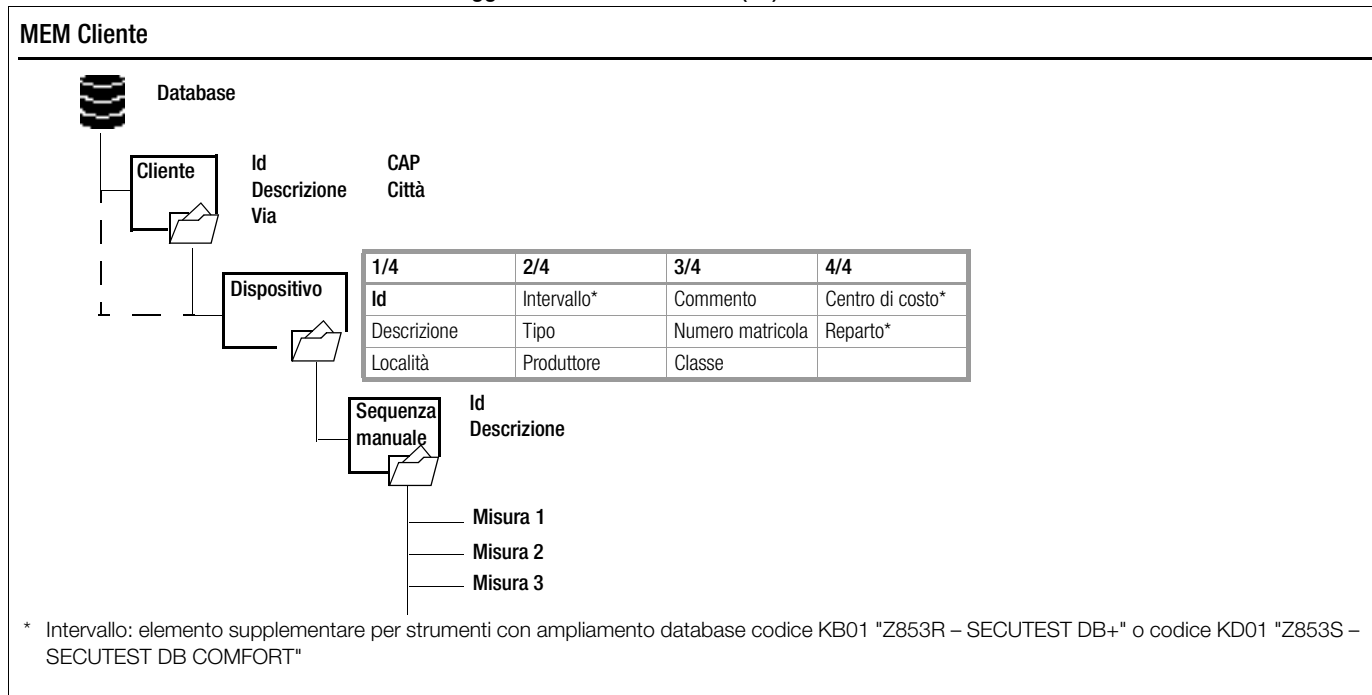 MEM Cliente
Database
Cliente
Id CAP
Descrizione Città
Via
Dispositivo
1/4 2/4 3/4 4/4
Id Intervallo* Commento Centro di costo*
Descrizione Tipo Numero matricola Reparto*
Località Produttore Classe
Sequenza
manuale
Id
Descrizione
Misura 1
Misura 2
Misura 3
* Intervallo: elemento supplementare per strumenti con ampliamento database codice KB01 "Z853R – SECUTEST DB+" o codice KD01 "Z853S –
SECUTEST DB COMFORT"